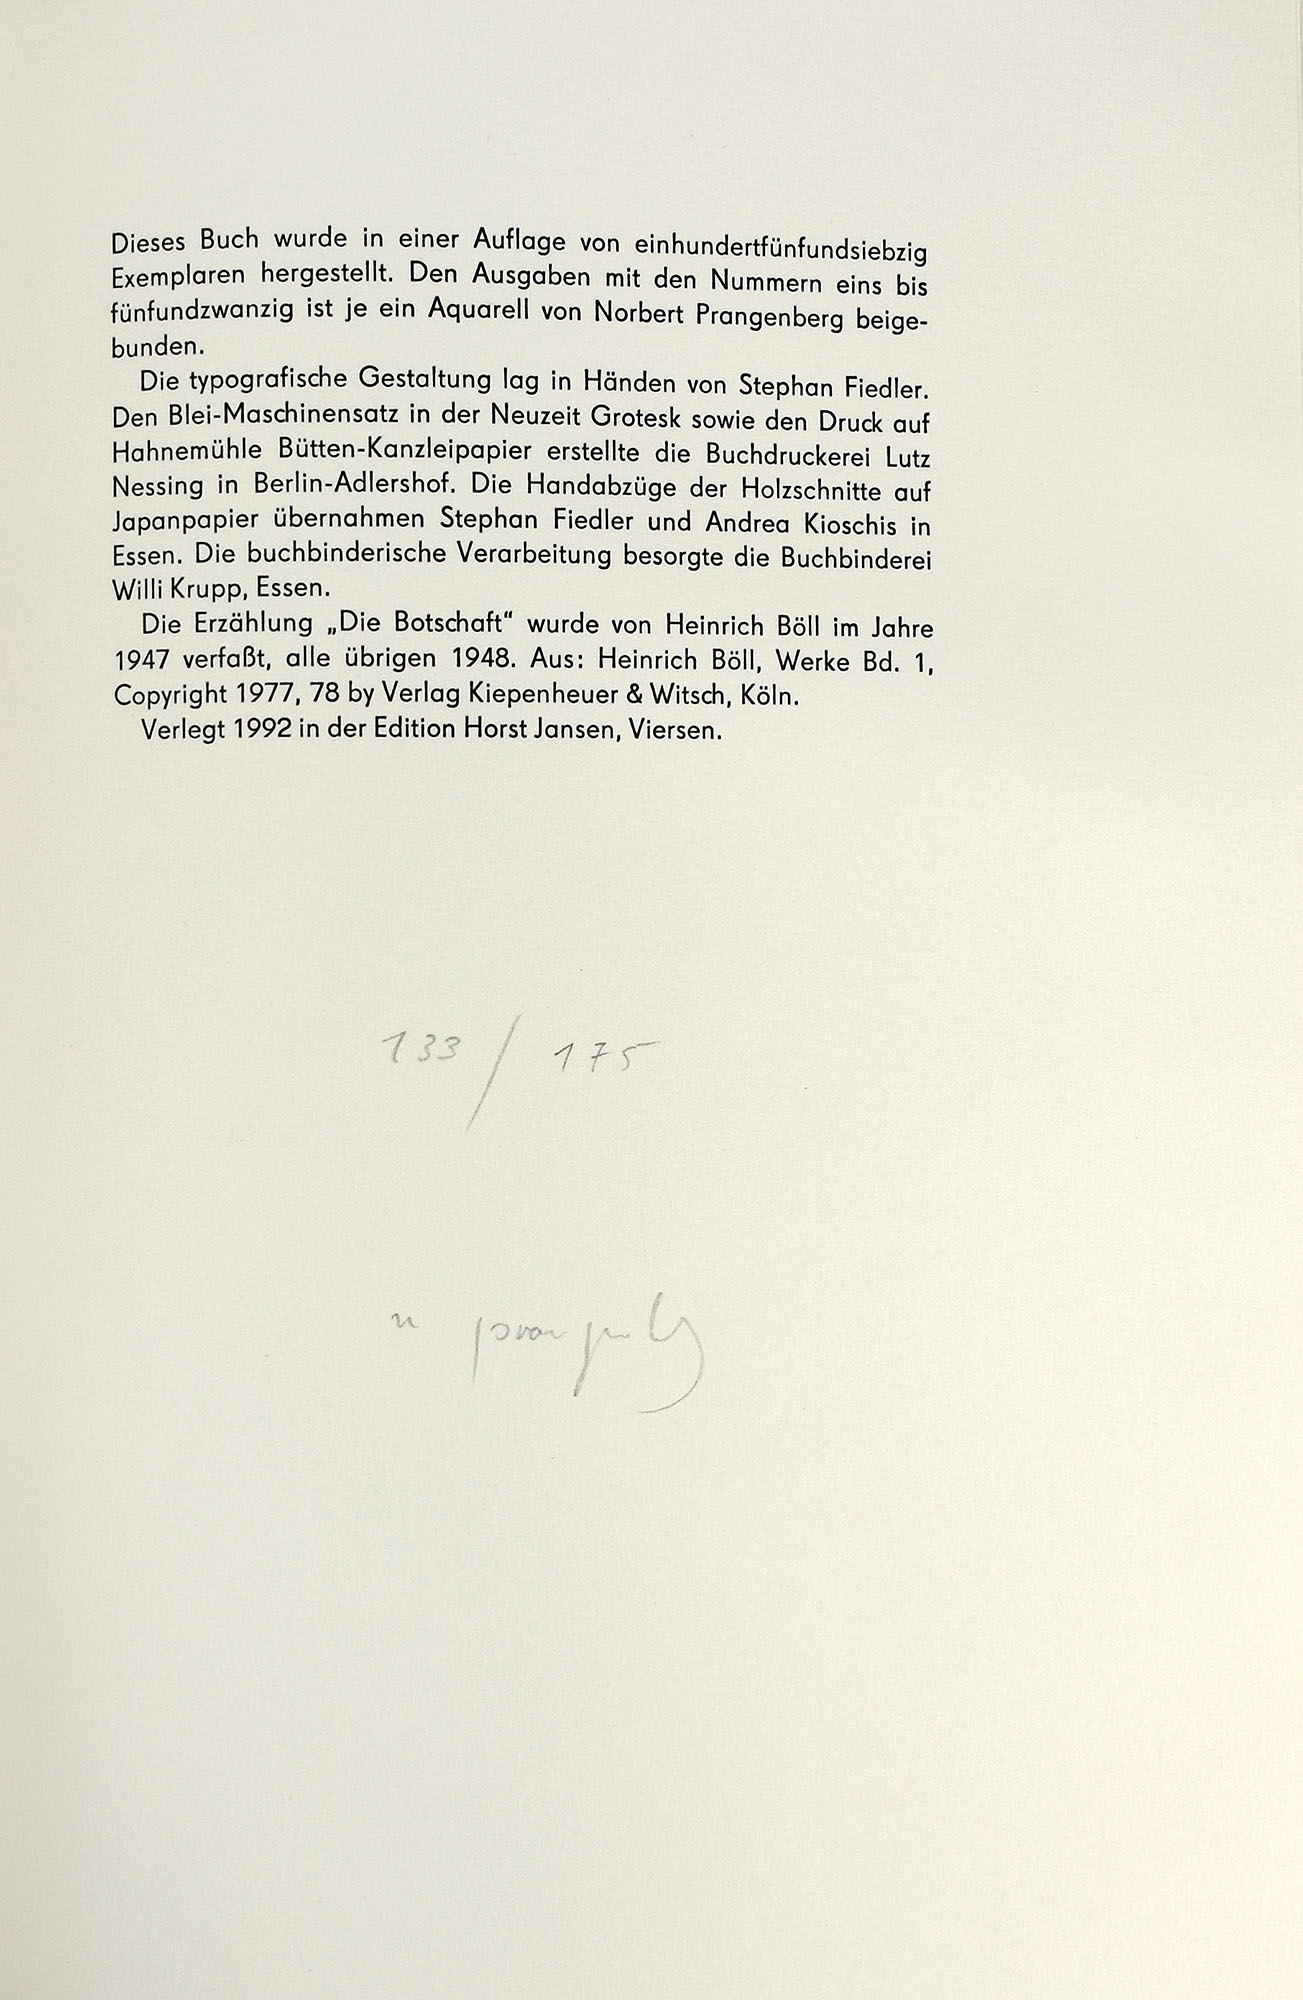 Dieses Buch wurde in einer Auflage von einhundertfünfundsiebzig
Exemplaren hergestellt. Den Ausgaben mit den Nummern eins bis
fünfundzwanzig ist je ein Aquarell von Norbert Prangenberg beige-
bunden.
Die typografische Gestaltung lag in Händen von Stephan Fiedler.
Den Blei-Maschinensatz in der Neuzeit Grotesk sowie den Druck auf
Hahnemühle Bütten-Kanzleipapier erstellte die Buchdruckerei Lutz
Nessing in Berlin-Adlershof. Die Handabzüge der Holzschnitte auf
Japanpapier übernahmen Stephan Fiedler und Andrea Kioschis in
Essen. Die buchbinderische Verarbeitung besorgte die Buchbinderei
Willi Krupp, Essen.
Die Erzählung „Die Botschaft“ wurde von Heinrich Böll im Jahre
1947 verfaßt, alle übrigen 1948. Aus: Heinrich Böll, Werke Bd. 1,
Copyright 1977, 78 by Verlag Kiepenheuer & Witsch, Köln.
Verlegt 1992 in der Edition Horst Jansen, Viersen.
133 / 175